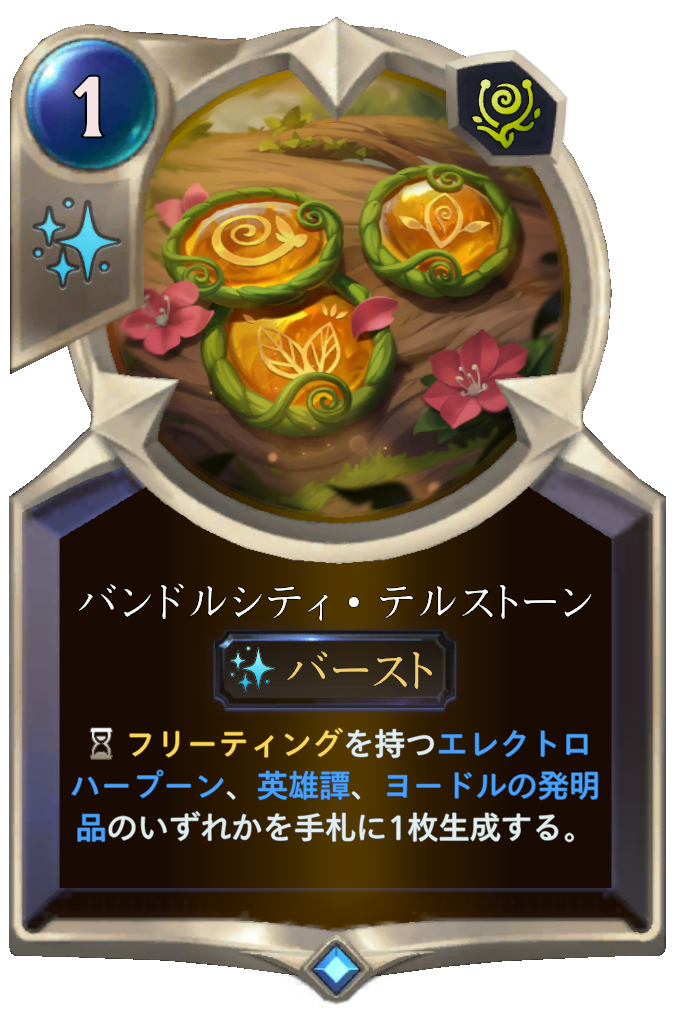 1
バンドルシティ・テルストーン
バースト
フリーティングを持つエレクトロ
ハープーン、英雄譚、ヨードルの発明
品のいずれかを手札に1枚生成する。